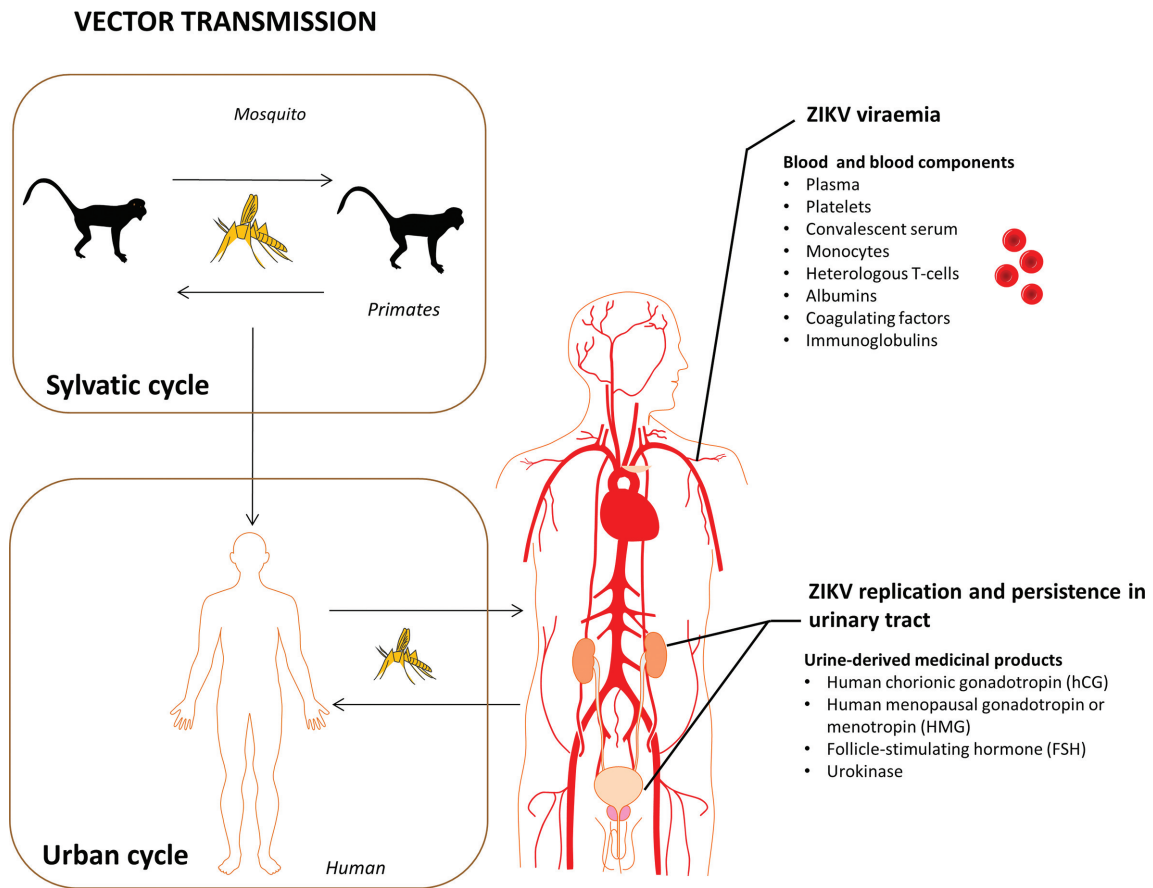 VECTOR TRANSMISSION
Mosquito
Primates
Sylvatic cycle
Urban cycle
Human
ZIKV viraemia
Blood and blood components
• Plasma
• Platelets
• Convalescent serum
• Monocytes
• Heterologous T-cells
• Albumins
• Coagulating factors
• Immunoglobulins
ZIKV replication and persistence in
urinary tract
Urine-derived medicinal products
• Human chorionic gonadotropin (hCG)
• Human menopausal gonadotropin or
menotropin (HMG)
• Follicle-stimulating hormone (FSH)
• Urokinase